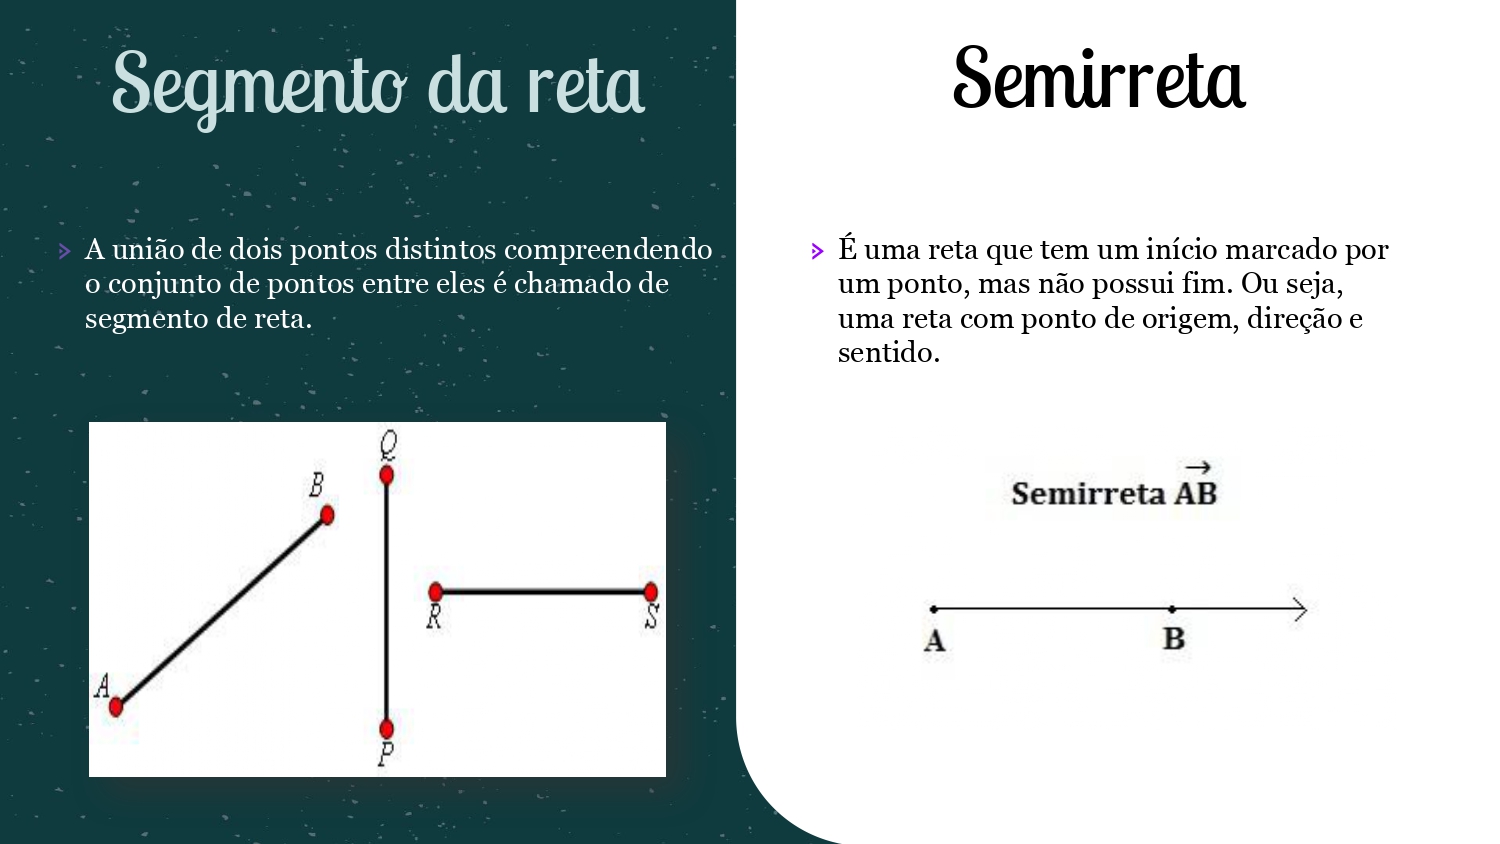 Segmento da reta
A união de dois pontos distintos compreendendo
o conjunto de pontos entre eles é chamado de
segmento de reta.
B
Q
R
S
A
P
Semirreta
É uma reta que tem um início marcado por
um ponto, mas não possui fim. Ou seja,
uma reta com ponto de origem, direção e
sentido.
Semirreta AB
A
B